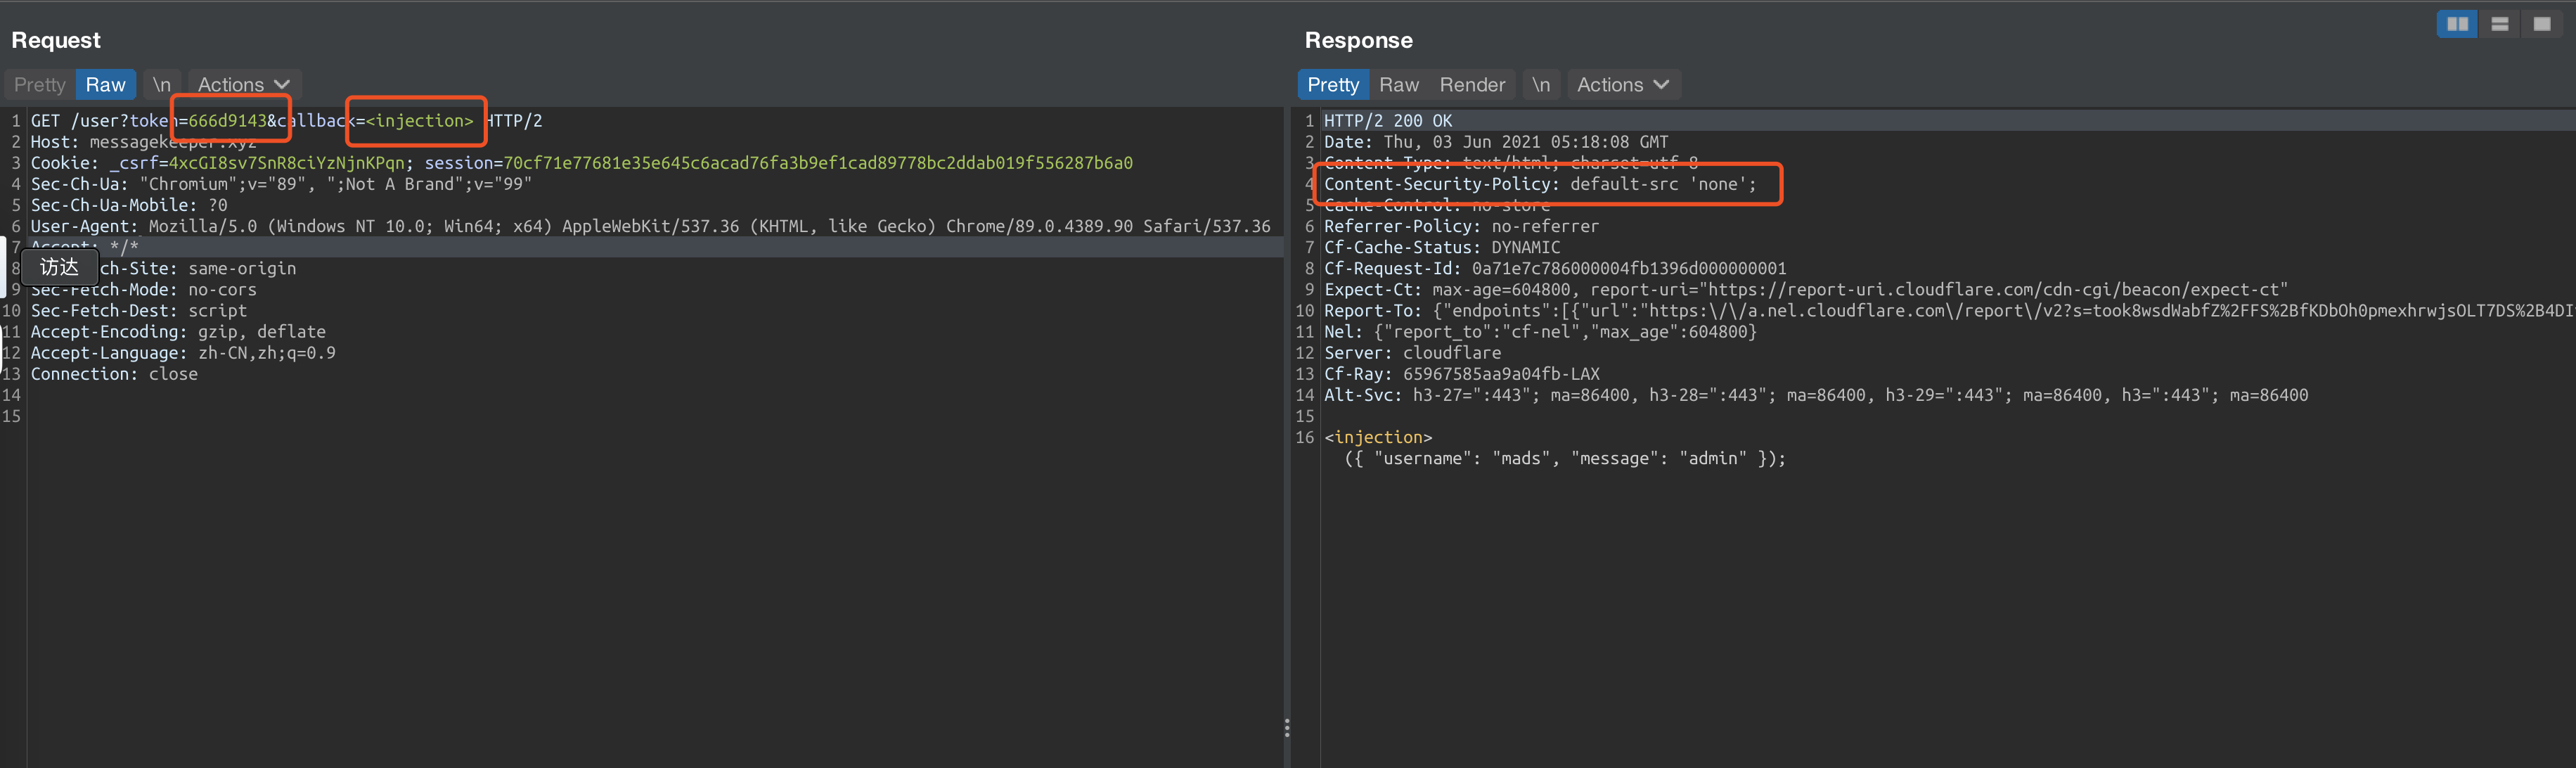 Request
Pretty Raw \n Actions
1 GET /user?token=666d9143&callback=<injection> HTTP/2
2 Host: messagekeeper.xyz
3 Cookie: _csrf=4xcGI8sv7SnR8ciYzNjnKPqn; session=70cf71e77681e35e645c6acad76fa3b9ef1cad89778bc2ddab019f556287b6a0
4 Sec-Ch-Ua: "Chromium";v="89", ";Not A Brand";v="99"
5 Sec-Ch-Ua-Mobile: ?0
6 User-Agent: Mozilla/5.0 (Windows NT 10.0; Win64; x64) AppleWebKit/537.36 (KHTML, like Gecko) Chrome/89.0.4389.90 Safari/537.36
7 Accept: */*
8 访达 ch-Site: same-origin
9 Sec-Fetch-Mode: no-cors
10 Sec-Fetch-Dest: script
11 Accept-Encoding: gzip, deflate
12 Accept-Language: zh-CN,zh;q=0.9
13 Connection: close
14
15
Response
Pretty Raw Render \n Actions
1 HTTP/2 200 OK
2 Date: Thu, 03 Jun 2021 05:18:08 GMT
3 Content-Type: text/html; charset=utf-8
4 Content-Security-Policy: default-src 'none';
5 Cache-Control: no-store
6 Referrer-Policy: no-referrer
7 Cf-Cache-Status: DYNAMIC
8 Cf-Request-Id: 0a71e7c786000004fb1396d000000001
9 Expect-Ct: max-age=604800, report-uri="https://report-uri.cloudflare.com/cdn-cgi/beacon/expect-ct"
10 Report-To: {"endpoints":[{"url":"https:\/\/a.nel.cloudflare.com\/report\/v2?s=took8wsdWabfZ%2FFS%2BfKDbOh0pmexhrwjsOLT7DS%2B4DI
11 Nel: {"report_to":"cf-nel","max_age":604800}
12 Server: cloudflare
13 Cf-Ray: 65967585aa9a04fb-LAX
14 Alt-Svc: h3-27=":443"; ma=86400, h3-28=":443"; ma=86400, h3-29=":443"; ma=86400, h3=":443"; ma=86400
15
16 <injection>
({ "username": "mads", "message": "admin" });